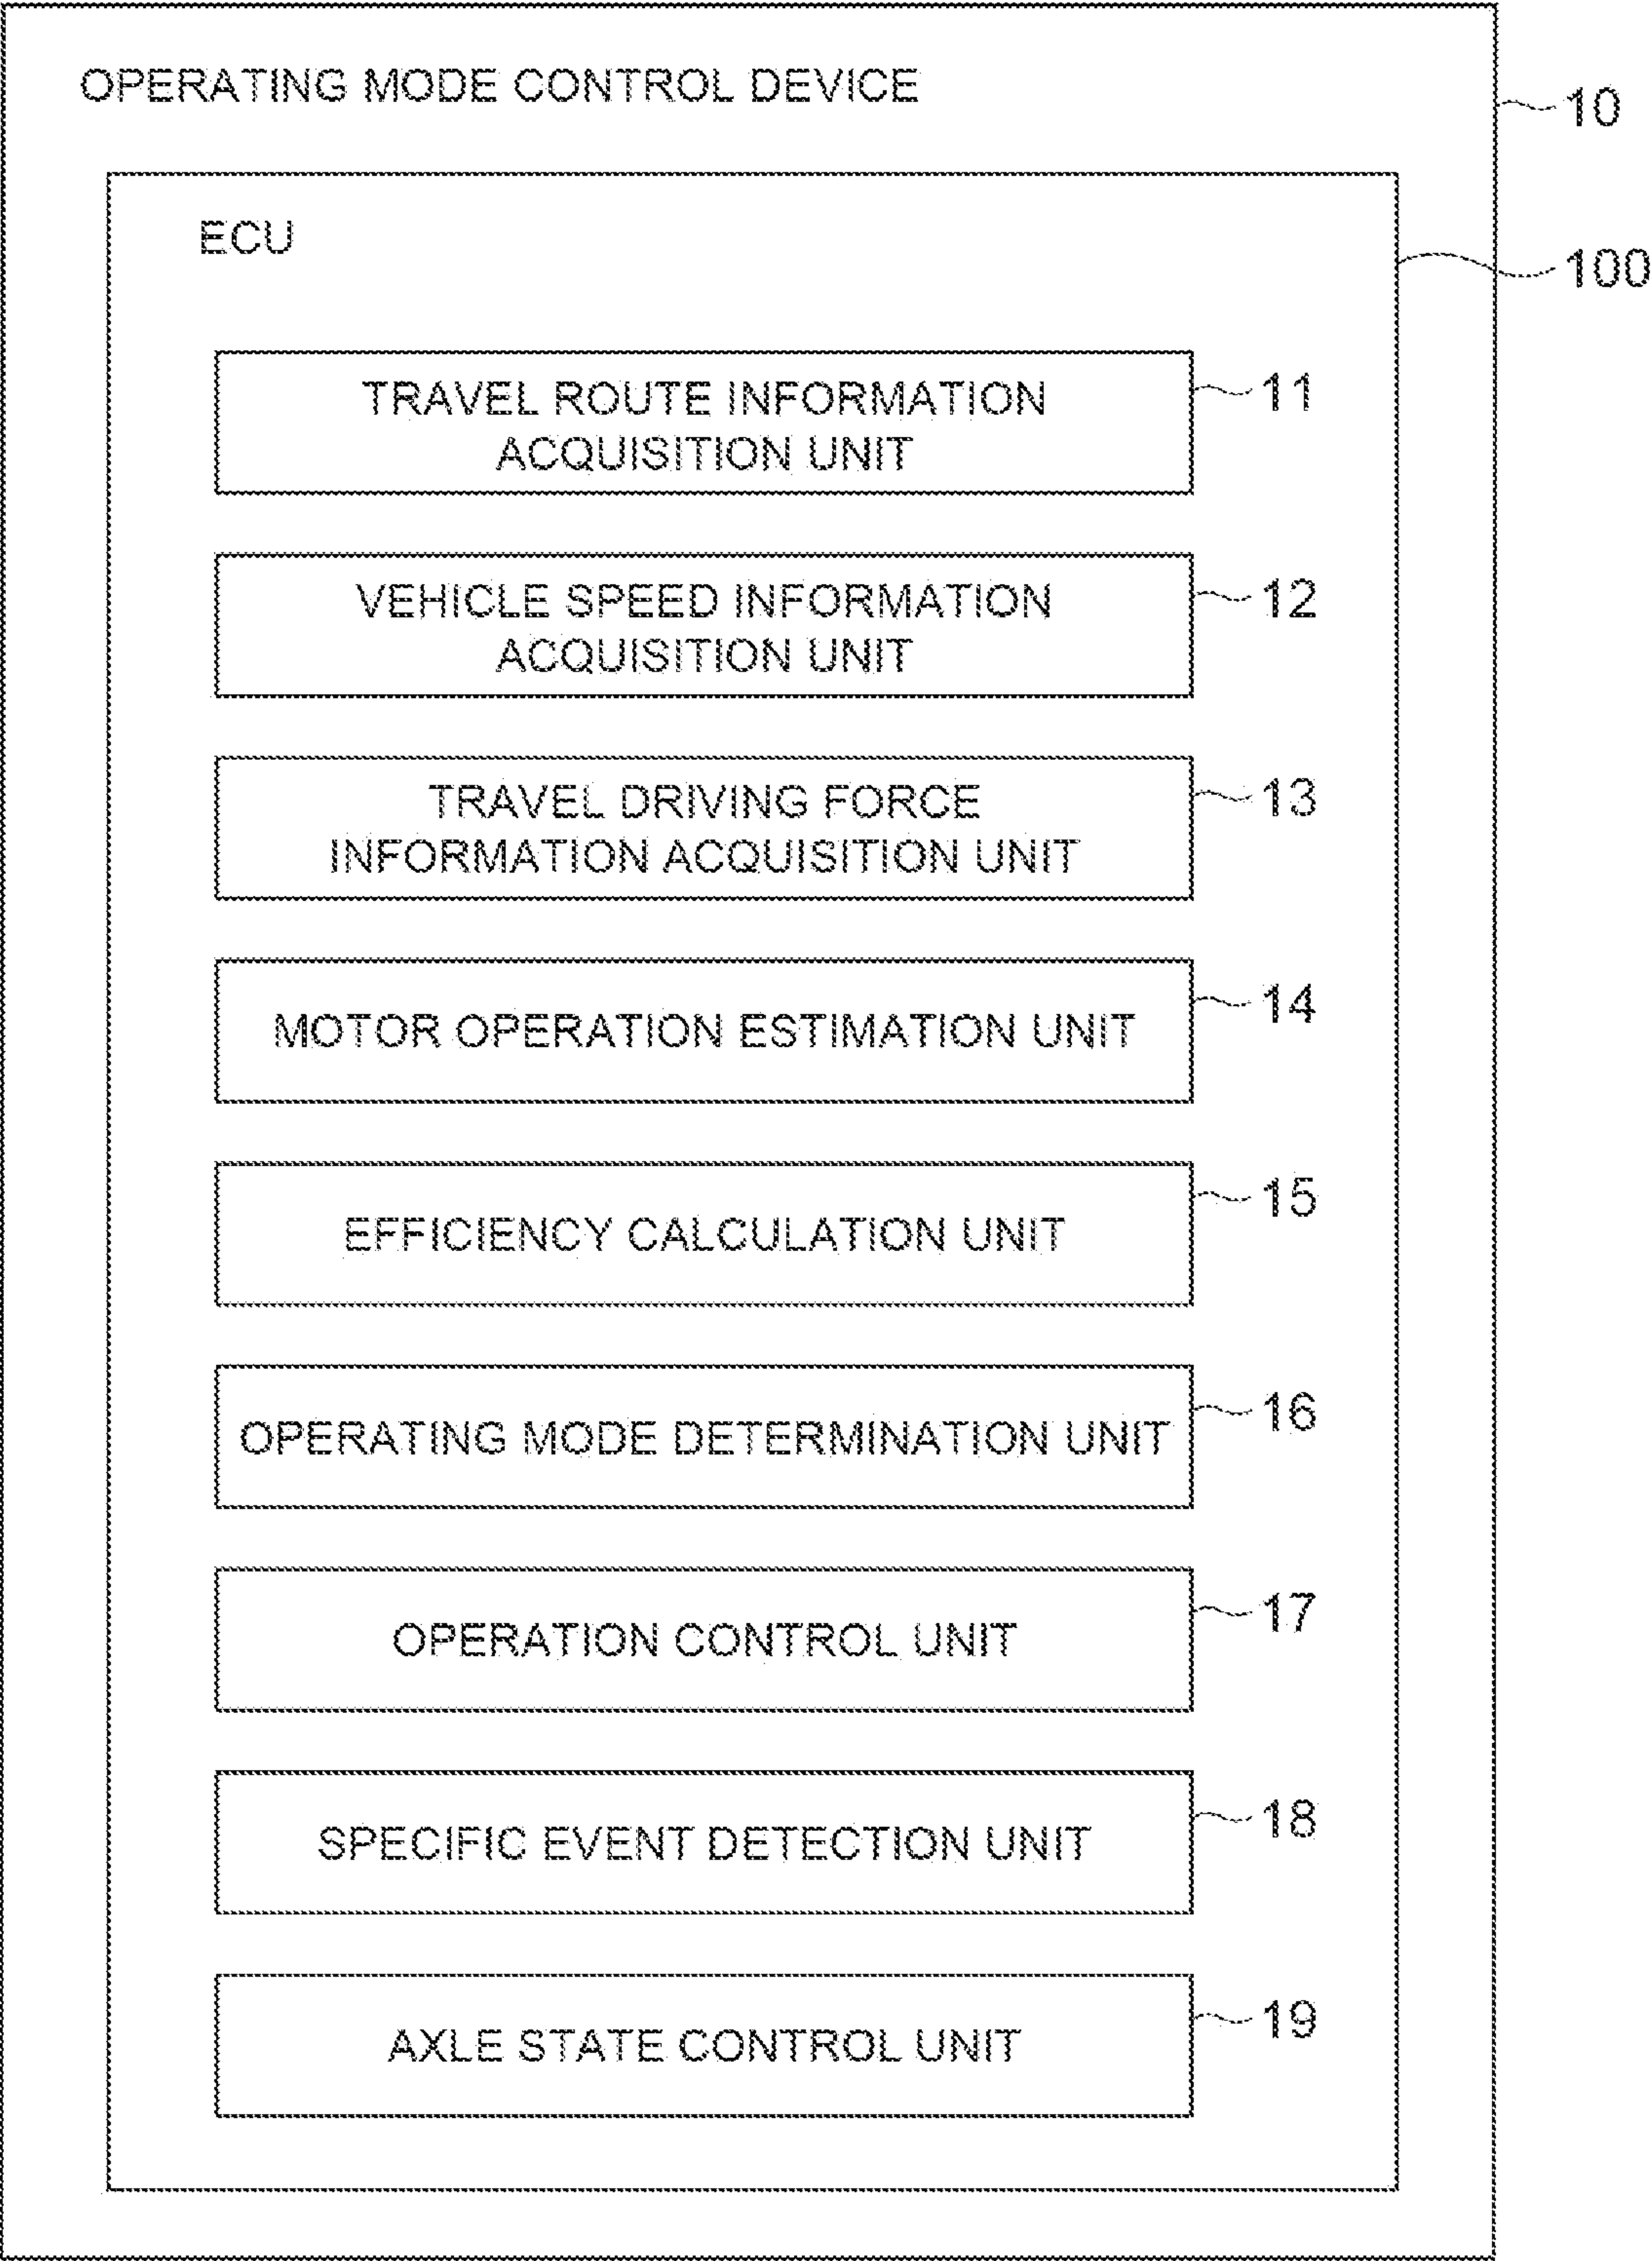 OPERATING MODE CONTROL DEVICE
10
ECU
100
TRAVEL ROUTE INFORMATION
ACQUISITION UNIT
11
VEHICLE SPEED INFORMATION
ACQUISITION UNIT
12
TRAVEL DRIVING FORCE
INFORMATION ACQUISITION UNIT
13
MOTOR OPERATION ESTIMATION UNIT
14
EFFICIENCY CALCULATION UNIT
15
OPERATING MODE DETERMINATION UNIT
16
OPERATION CONTROL UNIT
17
SPECIFIC EVENT DETECTION UNIT
18
AXLE STATE CONTROL UNIT
19